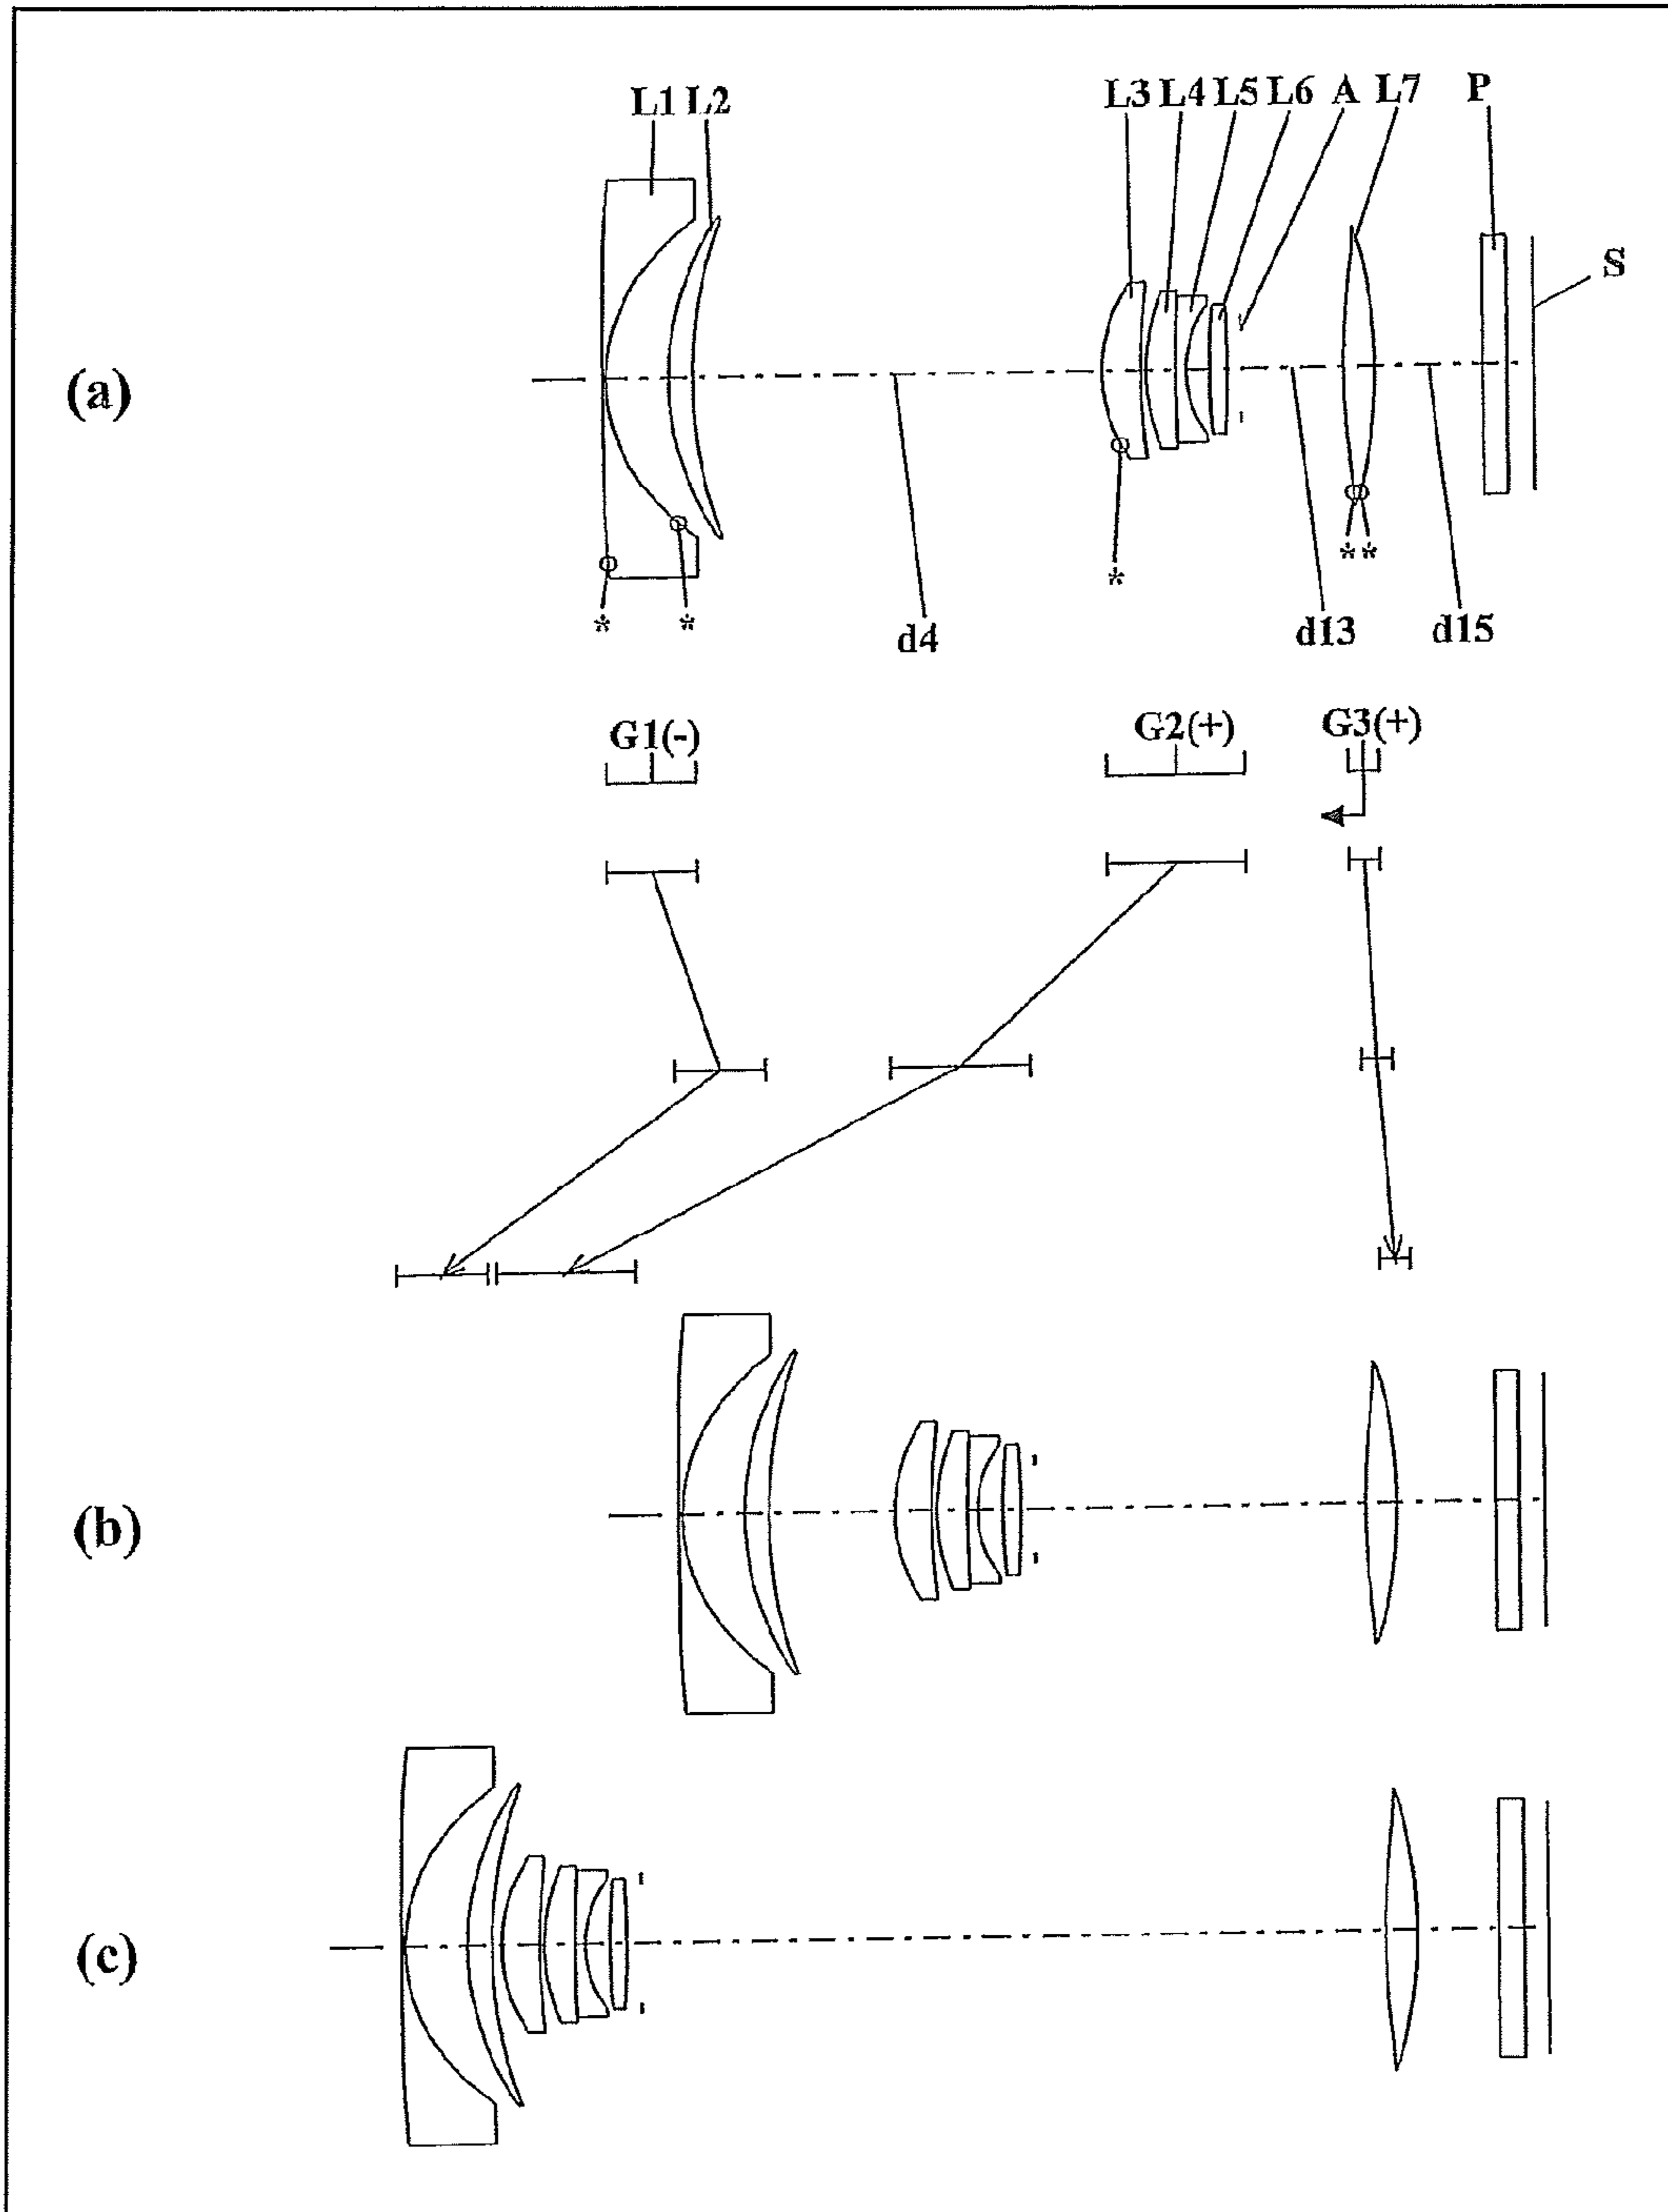 L1 L2 L3 L4 L5 L6 A L7 P
S
(a)
* * * * *
d4 d13 d15
G1(-) G2(+) G3(+)
(b)
(c)